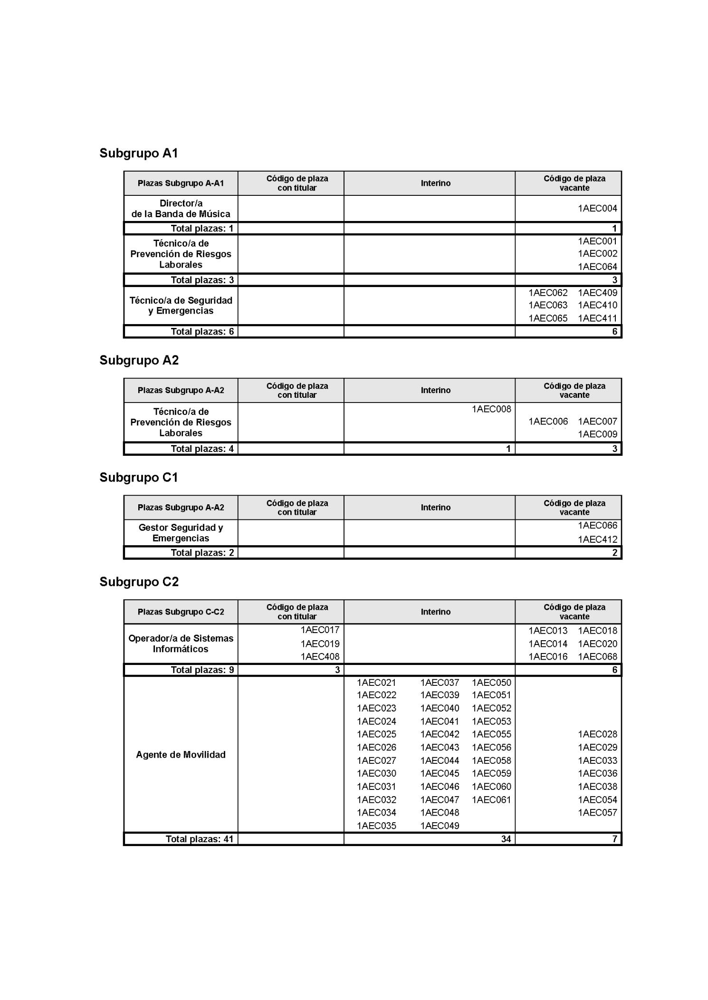 Subgrupo A1
Plazas Subgrupo A-A1
Código de plaza
con titular
Interino
Código de plaza
vacante
Director/a
de la Banda de Música
1AEC004
Total plazas: 1
1
Técnico/a de
Prevención de Riesgos
Laborales
1AEC001
1AEC002
1AEC064
Total plazas: 3
3
Técnico/a de Seguridad
y Emergencias
1AEC062 1AEC409
1AEC063 1AEC410
1AEC065 1AEC411
Total plazas: 6
6
Subgrupo A2
Plazas Subgrupo A-A2
Código de plaza
con titular
Interino
Código de plaza
vacante
Técnico/a de
Prevención de Riesgos
Laborales
1AEC008
1AEC006 1AEC007
1AEC009
Total plazas: 4
1
3
Subgrupo C1
Plazas Subgrupo A-A2
Código de plaza
con titular
Interino
Código de plaza
vacante
Gestor Seguridad y
Emergencias
1AEC066
1AEC412
Total plazas: 2
2
Subgrupo C2
Plazas Subgrupo C-C2
Código de plaza
con titular
Interino
Código de plaza
vacante
Operador/a de Sistemas
Informáticos
1AEC017
1AEC019
1AEC408
1AEC013 1AEC018
1AEC014 1AEC020
1AEC016 1AEC068
Total plazas: 9
3
6
Agente de Movilidad
1AEC021 1AEC037 1AEC050
1AEC022 1AEC039 1AEC051
1AEC023 1AEC040 1AEC052
1AEC024 1AEC041 1AEC053
1AEC025 1AEC042 1AEC055
1AEC026 1AEC043 1AEC056
1AEC027 1AEC044 1AEC058
1AEC030 1AEC045 1AEC059
1AEC031 1AEC046 1AEC060
1AEC032 1AEC047 1AEC061
1AEC034 1AEC048
1AEC035 1AEC049
1AEC028
1AEC029
1AEC033
1AEC036
1AEC038
1AEC054
1AEC057
Total plazas: 41
34
7